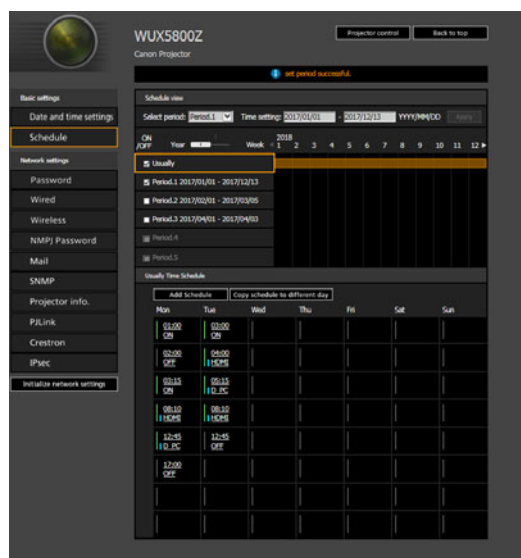 WUX5800Z
Canon Projector
Projector control
Back to top
set period successful.
Basic settings
Date and time settings
Schedule
Network settings
Password
Wired
Wireless
NMPJ Password
Mail
SNMP
Projector info.
PJLink
Crestron
IPsec
Initialize network settings
Schedule view
Select period: Period.1 Time setting: 2017/01/01 - 2017/12/13 YYYY/MM/DD Apply
ON /OFF Year Week 2018
1 2 3 4 5 6 7 8 9 10 11 12
Usually
Period.1 2017/01/01 - 2017/12/13
Period.2 2017/02/01 - 2017/03/05
Period.3 2017/04/01 - 2017/04/03
Period.4
Period.5
Usually Time Schedule
Add Schedule Copy schedule to different day
Mon Tue Wed Thu Fri Sat Sun
01:00 03:00
ON ON
02:00 04:00
OFF HDMI
03:15 05:15
ON D_PC
08:10 08:10
HDMI HDMI
12:45 12:45
D_PC OFF
17:00
OFF